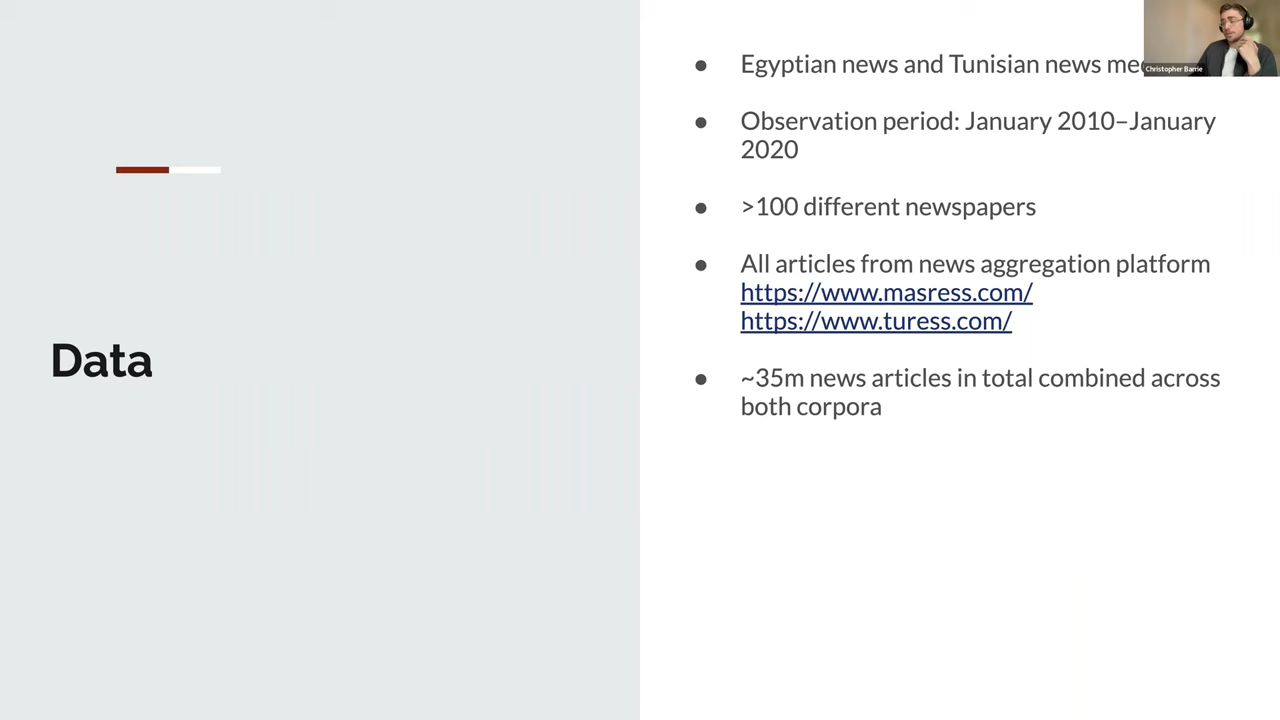 Data
Egyptian news and Tunisian news
Observation period: January 2010–January
2020
>100 different newspapers
All articles from news aggregation platform
https://www.masress.com/
https://www.turess.com/
~35m news articles in total combined across
both corpora
Christopher Barrie